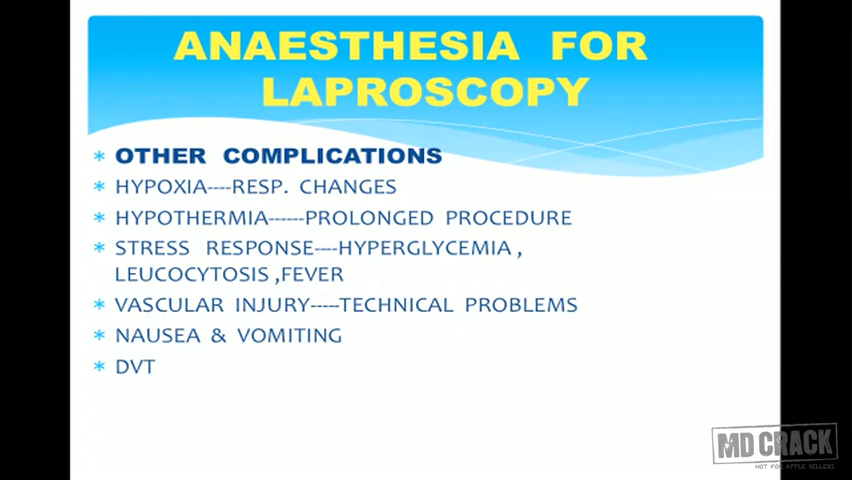 ANAESTHESIA FOR
LAPROSCOPY
* OTHER COMPLICATIONS
* HYPOXIA----RESP. CHANGES
* HYPOTHERMIA------PROLONGED PROCEDURE
* STRESS RESPONSE----HYPERGLYCEMIA ,
LEUCOCYTOSIS ,FEVER
* VASCULAR INJURY-----TECHNICAL PROBLEMS
* NAUSEA & VOMITING
* DVT
MD CRACK
NOT FOR APPLE SELLERS